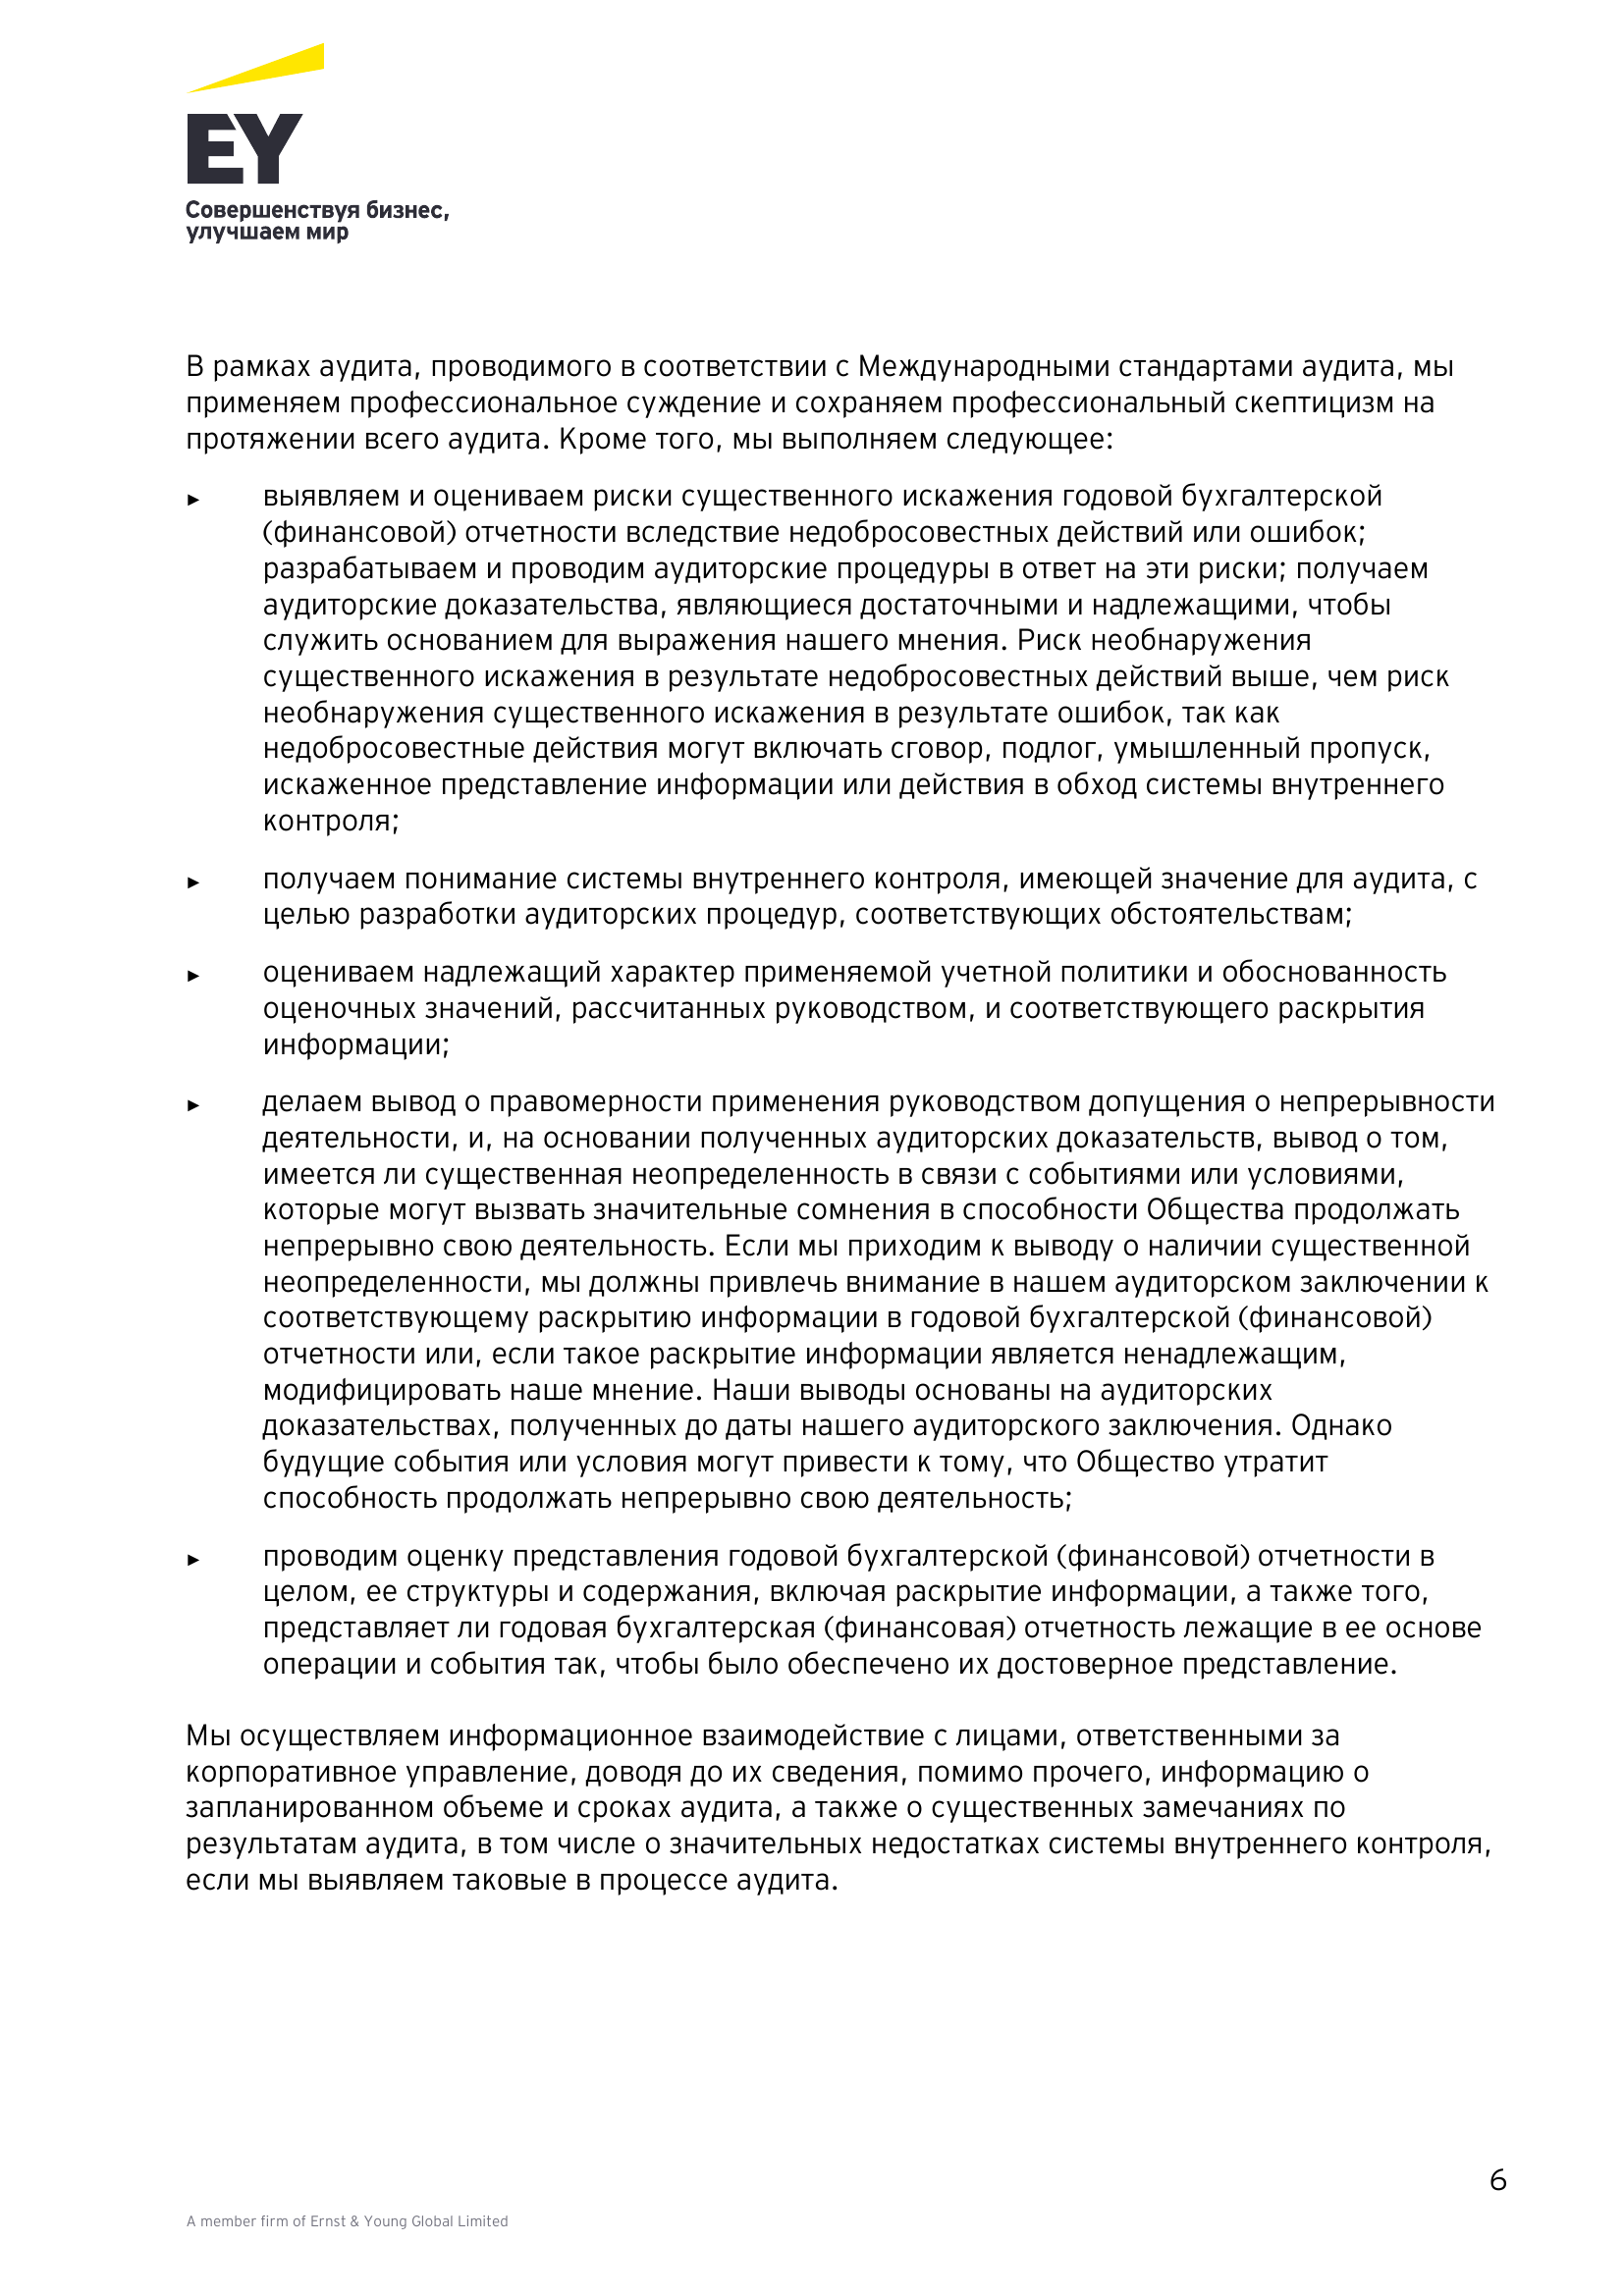 EY
Совершенствуя бизнес,
улучшаем мир
В рамках аудита, проводимого в соответствии с Международными стандартами аудита, мы
применяем профессиональное суждение и сохраняем профессиональный скептицизм на
протяжении всего аудита. Кроме того, мы выполняем следующее:
► выявляем и оцениваем риски существенного искажения годовой бухгалтерской
(финансовой) отчетности вследствие недобросовестных действий или ошибок;
разрабатываем и проводим аудиторские процедуры в ответ на эти риски; получаем
аудиторские доказательства, являющиеся достаточными и надлежащими, чтобы
служить основанием для выражения нашего мнения. Риск необнаружения
существенного искажения в результате недобросовестных действий выше, чем риск
необнаружения существенного искажения в результате ошибок, так как
недобросовестные действия могут включать сговор, подлог, умышленный пропуск,
искаженное представление информации или действия в обход системы внутреннего
контроля;
► получаем понимание системы внутреннего контроля, имеющей значение для аудита, с
целью разработки аудиторских процедур, соответствующих обстоятельствам;
► оцениваем надлежащий характер применяемой учетной политики и обоснованность
оценочных значений, рассчитанных руководством, и соответствующего раскрытия
информации;
► делаем вывод о правомерности применения руководством допущения о непрерывности
деятельности, и, на основании полученных аудиторских доказательств, вывод о том,
имеется ли существенная неопределенность в связи с событиями или условиями,
которые могут вызвать значительные сомнения в способности Общества продолжать
непрерывно свою деятельность. Если мы приходим к выводу о наличии существенной
неопределенности, мы должны привлечь внимание в нашем аудиторском заключении к
соответствующему раскрытию информации в годовой бухгалтерской (финансовой)
отчетности или, если такое раскрытие информации является ненадлежащим,
модифицировать наше мнение. Наши выводы основаны на аудиторских
доказательствах, полученных до даты нашего аудиторского заключения. Однако
будущие события или условия могут привести к тому, что Общество утратит
способность продолжать непрерывно свою деятельность;
► проводим оценку представления годовой бухгалтерской (финансовой) отчетности в
целом, ее структуры и содержания, включая раскрытие информации, а также того,
представляет ли годовая бухгалтерская (финансовая) отчетность лежащие в ее основе
операции и события так, чтобы было обеспечено их достоверное представление.
Мы осуществляем информационное взаимодействие с лицами, ответственными за
корпоративное управление, доводя до их сведения, помимо прочего, информацию о
запланированном объеме и сроках аудита, а также о существенных замечаниях по
результатам аудита, в том числе о значительных недостатках системы внутреннего контроля,
если мы выявляем таковые в процессе аудита.
6
A member firm of Ernst & Young Global Limited